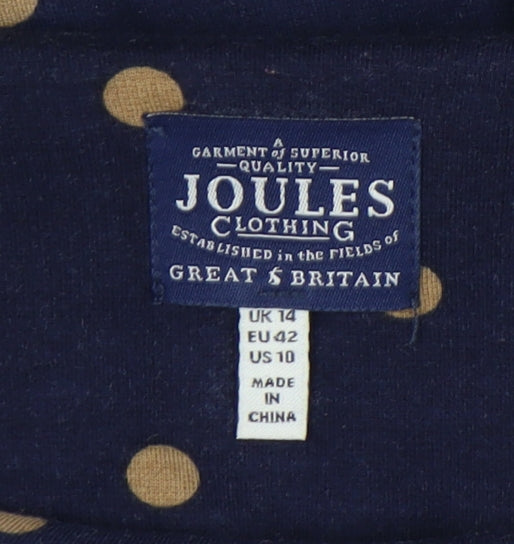 A
GARMENT of SUPERIOR
QUALITY
JOULES
CLOTHING
ESTABLISHED in the FIELDS of
GREAT BRITAIN
UK 14
EU 42
US 10
MADE
IN
CHINA